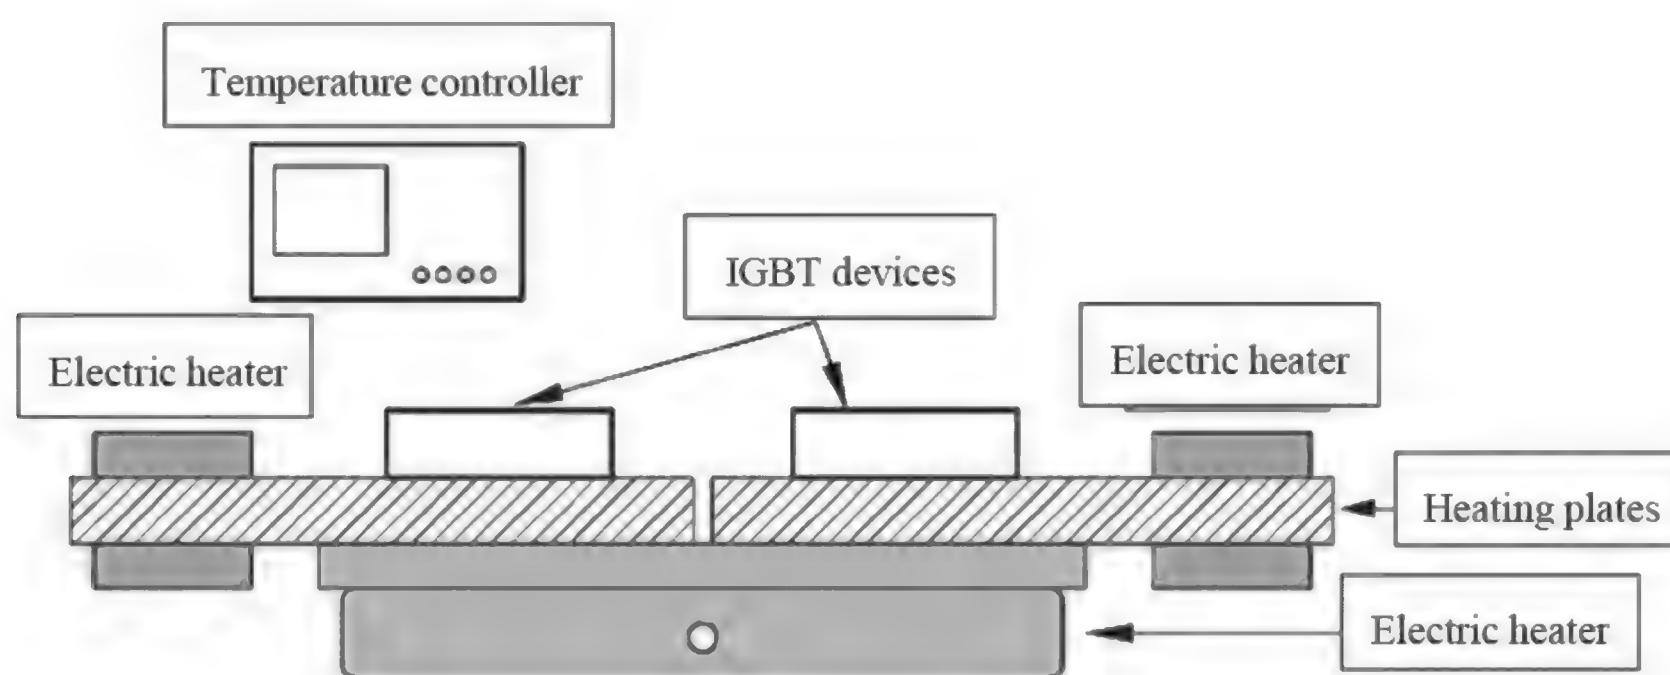 Temperature controller
IGBT devices
Electric heater
Electric heater
Heating plates
Electric heater